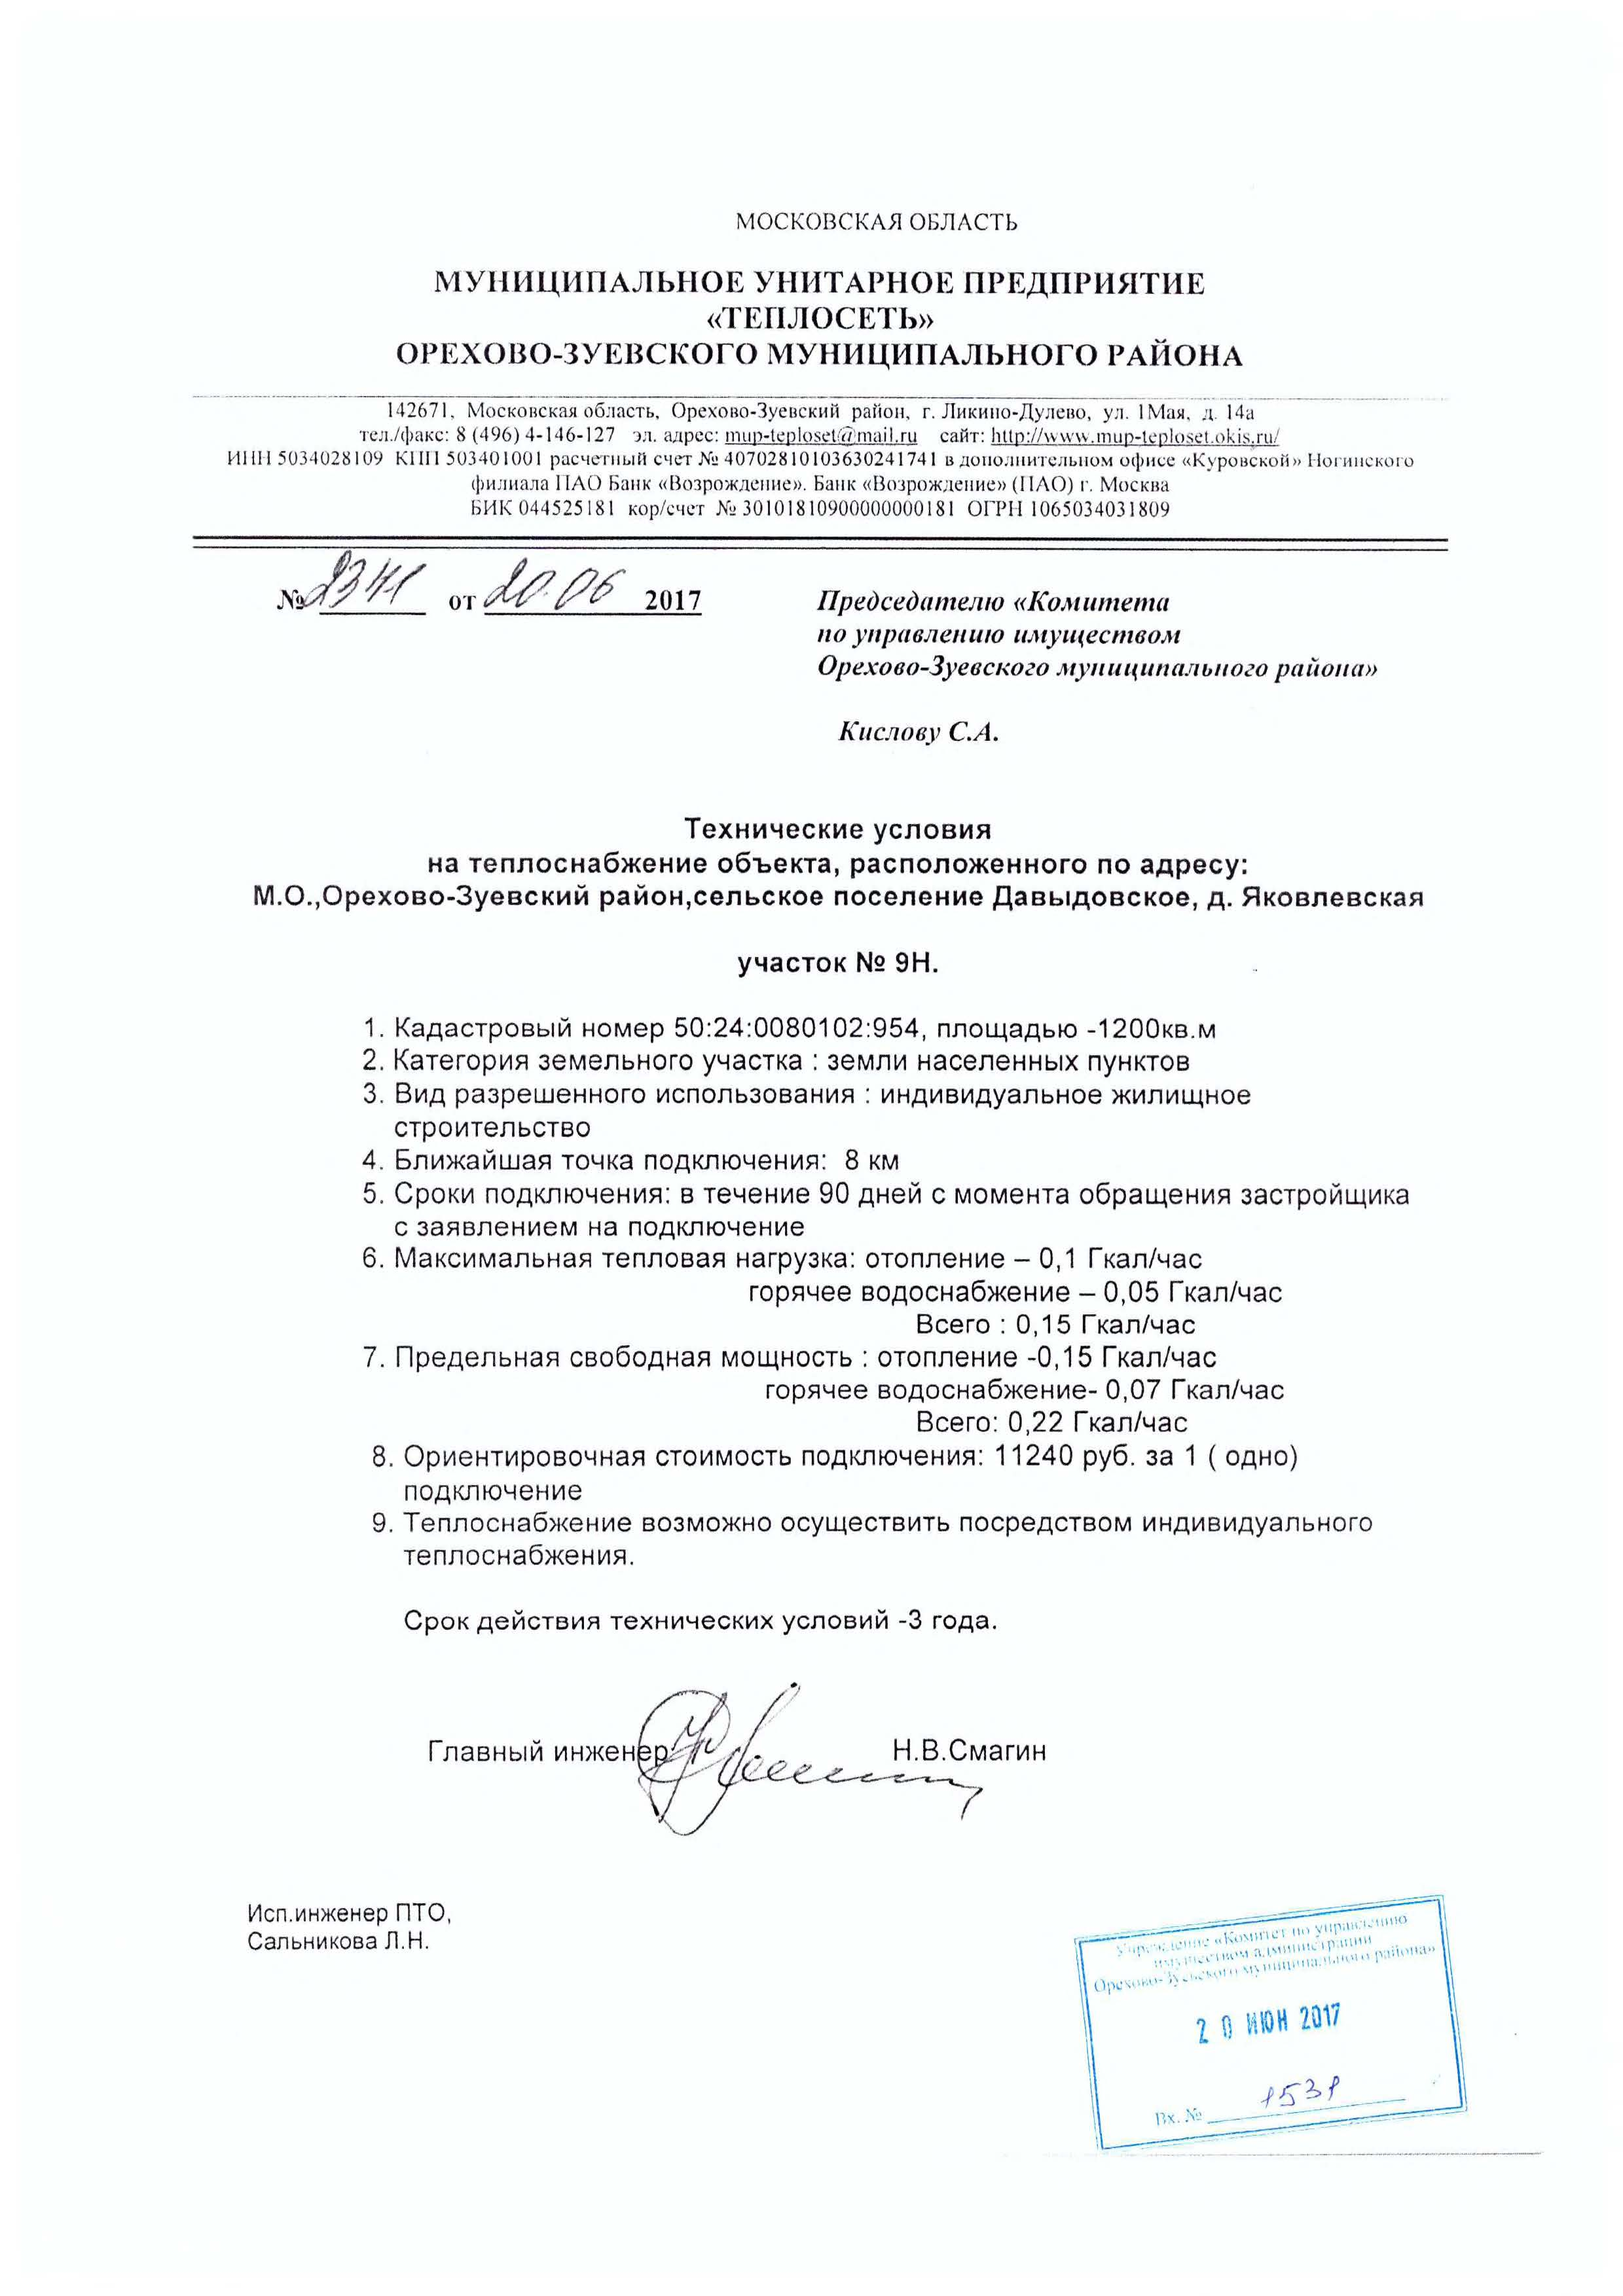 МОСКОВСКАЯ ОБЛАСТЬ
МУНИЦИПАЛЬНОЕ УНИТАРНОЕ ПРЕДПРИЯТИЕ
«ТЕПЛОСЕТЬ»
ОРЕХОВО-ЗУЕВСКОГО МУНИЦИПАЛЬНОГО РАЙОНА
142671, Московская область, Орехово-Зуевский район, г. Ликино-Дулево, ул. 1Мая, д. 14а
тел./факс: 8 (496) 4-146-127 эл. адрес: mup-teploset@mail.ru сайт: http://www.mup-teploset.okis.ru/
ИНН 5034028109 КПП 503401001 расчетный счет № 40702810103630241741 в дополнительном офисе «Куровской» Ногинского
филиала ПАО Банк «Возрождение». Банк «Возрождение» (ПАО) г. Москва
БИК 044525181 кор/счет № 30101810900000000181 ОГРН 1065034031809
№ от 20.06 2017
Председателю «Комитета
по управлению имуществом
Орехово-Зуевского муниципального района»
Кислову С.А.
Технические условия
на теплоснабжение объекта, расположенного по адресу:
М.О.,Орехово-Зуевский район,сельское поселение Давыдовское, д. Яковлевская
участок № 9Н.
1. Кадастровый номер 50:24:0080102:954, площадью -1200кв.м
2. Категория земельного участка : земли населенных пунктов
3. Вид разрешенного использования : индивидуальное жилищное
строительство
4. Ближайшая точка подключения: 8 км
5. Сроки подключения: в течение 90 дней с момента обращения застройщика
с заявлением на подключение
6. Максимальная тепловая нагрузка: отопление – 0,1 Гкал/час
горячее водоснабжение – 0,05 Гкал/час
Всего : 0,15 Гкал/час
7. Предельная свободная мощность : отопление -0,15 Гкал/час
горячее водоснабжение- 0,07 Гкал/час
Всего: 0,22 Гкал/час
8. Ориентировочная стоимость подключения: 11240 руб. за 1 ( одно)
подключение
9. Теплоснабжение возможно осуществить посредством индивидуального
теплоснабжения.
Срок действия технических условий -3 года.
Главный инженер Н.В.Смагин
Исп.инженер ПТО,
Сальникова Л.Н.
Учреждение «Комитет по управлению
имуществом администрации
Орехово-Зуевского муниципального района»
20 ИЮН 2017
Вх. № 1531